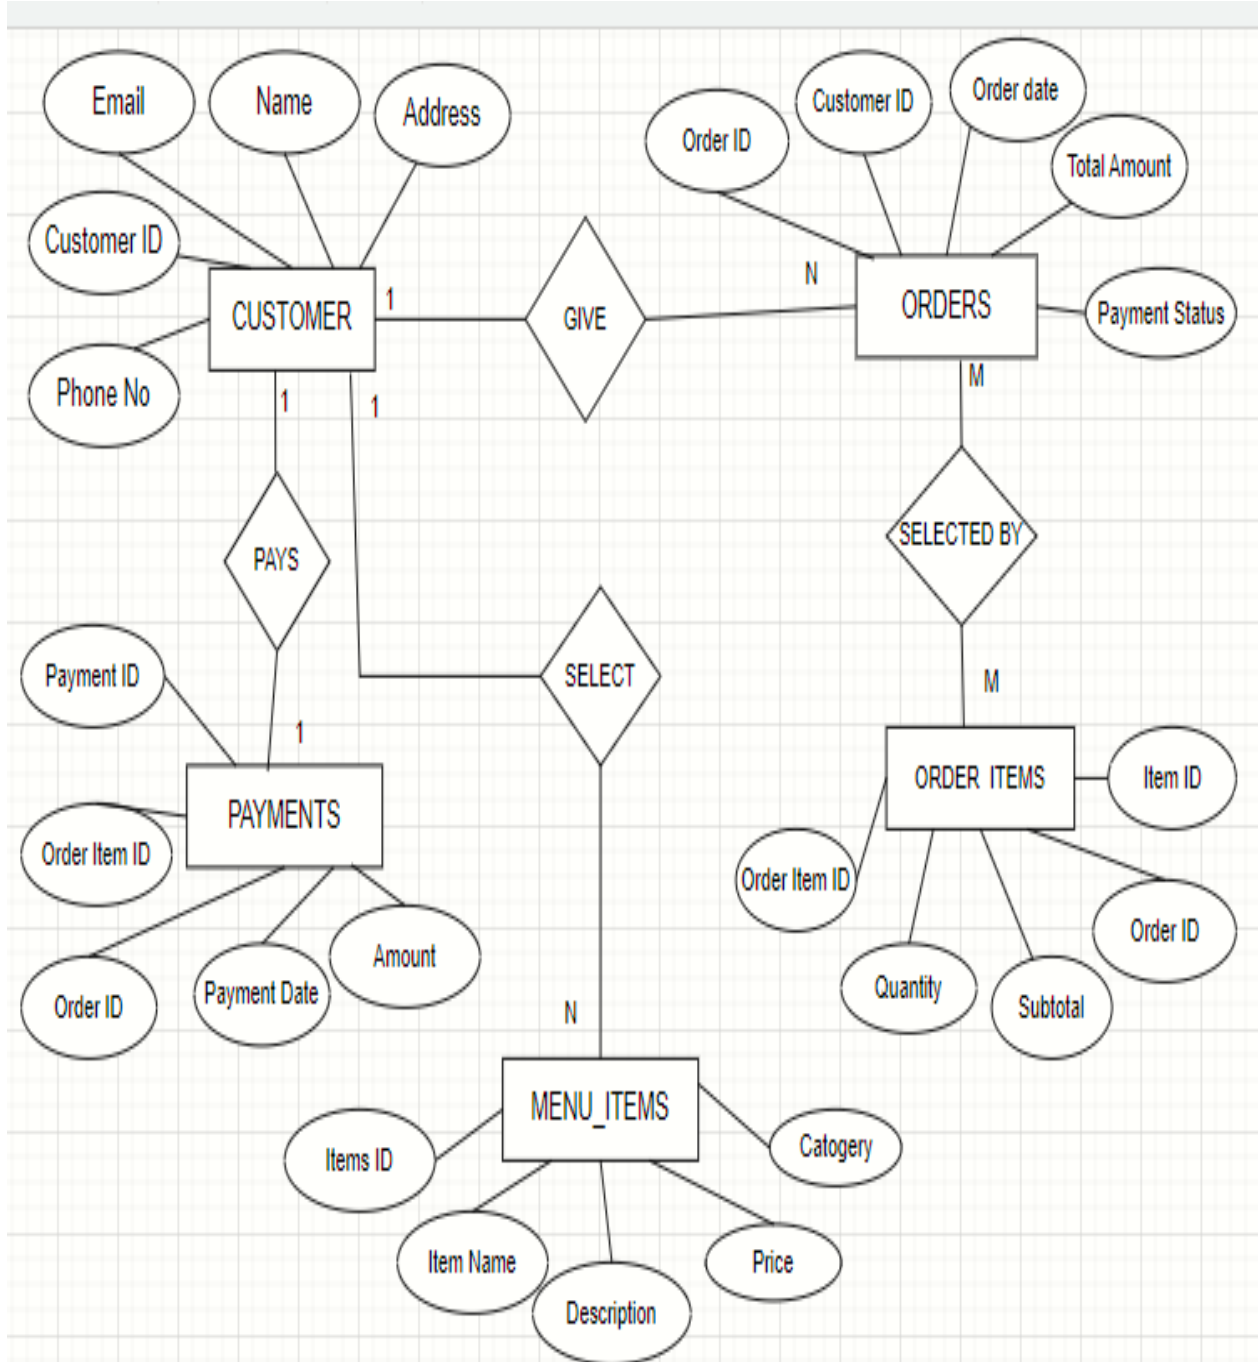 Email
Name
Address
Customer ID
Phone No
CUSTOMER
1
GIVE
N
Order ID
Customer ID
Order date
Total Amount
ORDERS
Payment Status
1
1
M
PAYS
SELECTED BY
SELECT
Payment ID
1
M
PAYMENTS
ORDER ITEMS
Item ID
Order Item ID
Order Item ID
Order ID
Payment Date
Amount
Quantity
Subtotal
Order ID
N
MENU_ITEMS
Items ID
Catogery
Item Name
Description
Price